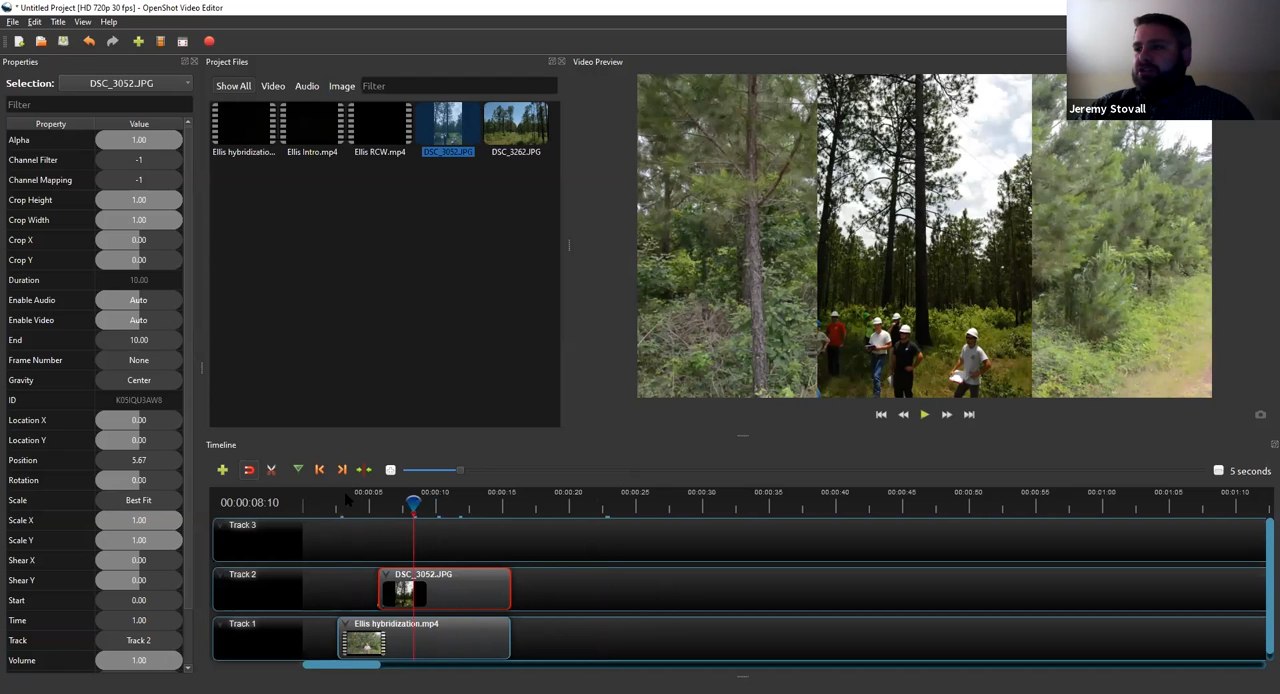 * Untitled Project [HD 720p 30 fps] - OpenShot Video Editor
File Edit Title View Help
Properties
Selection: DSC_3052.JPG
Filter
Property Value
Alpha 1.00
Channel Filter -1
Channel Mapping -1
Crop Height 1.00
Crop Width 1.00
Crop X 0.00
Crop Y 0.00
Duration 10.00
Enable Audio Auto
Enable Video Auto
End 10.00
Frame Number None
Gravity Center
ID K05IQU3AW8
Location X 0.00
Location Y 0.00
Position 5.67
Rotation 0.00
Scale Best Fit
Scale X 1.00
Scale Y 1.00
Shear X 0.00
Shear Y 0.00
Start 0.00
Time 1.00
Track Track 2
Volume 1.00
Project Files
Show All Video Audio Image Filter
Ellis hybridizatio... Ellis Intro.mp4 Ellis RCW.mp4 DSC_3052.JPG DSC_3262.JPG
Video Preview
Jeremy Stovall
Timeline
5 seconds
00:00:08:10
00:00:05 00:00:10 00:00:15 00:00:20 00:00:25 00:00:30 00:00:35 00:00:40 00:00:45 00:00:50 00:00:55 00:01:00 00:01:05 00:01:10
Track 3
Track 2 DSC_3052.JPG
Track 1 Ellis hybridization.mp4